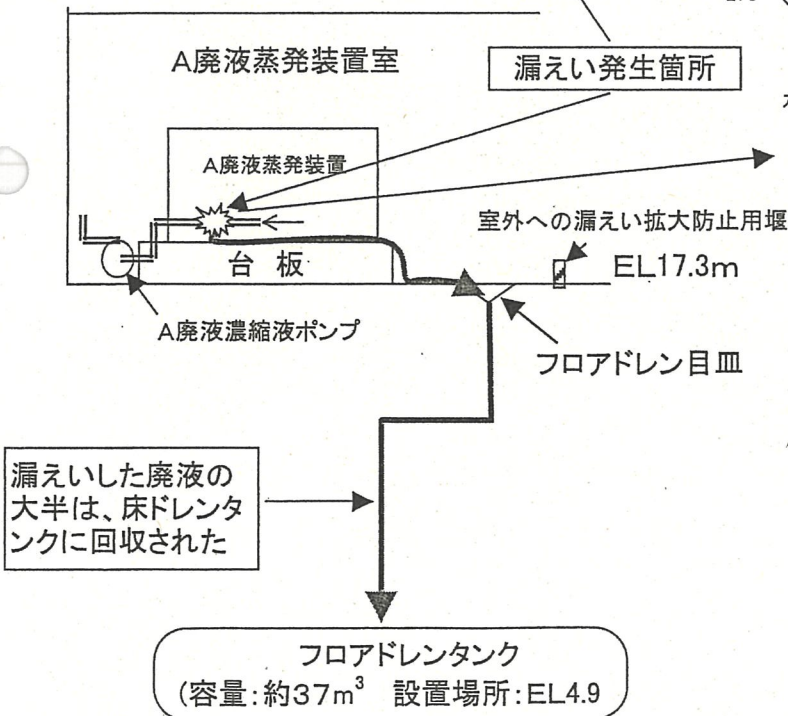 A廃液蒸発装置室
漏えい発生箇所
A廃液蒸発装置
室外への漏えい拡大防止用堰
台 板
EL17.3m
A廃液濃縮液ポンプ
フロアドレン目皿
漏えいした廃液の
大半は、床ドレンタ
ンクに回収された
フロアドレンタンク
(容量:約37m³ 設置場所:EL4.9